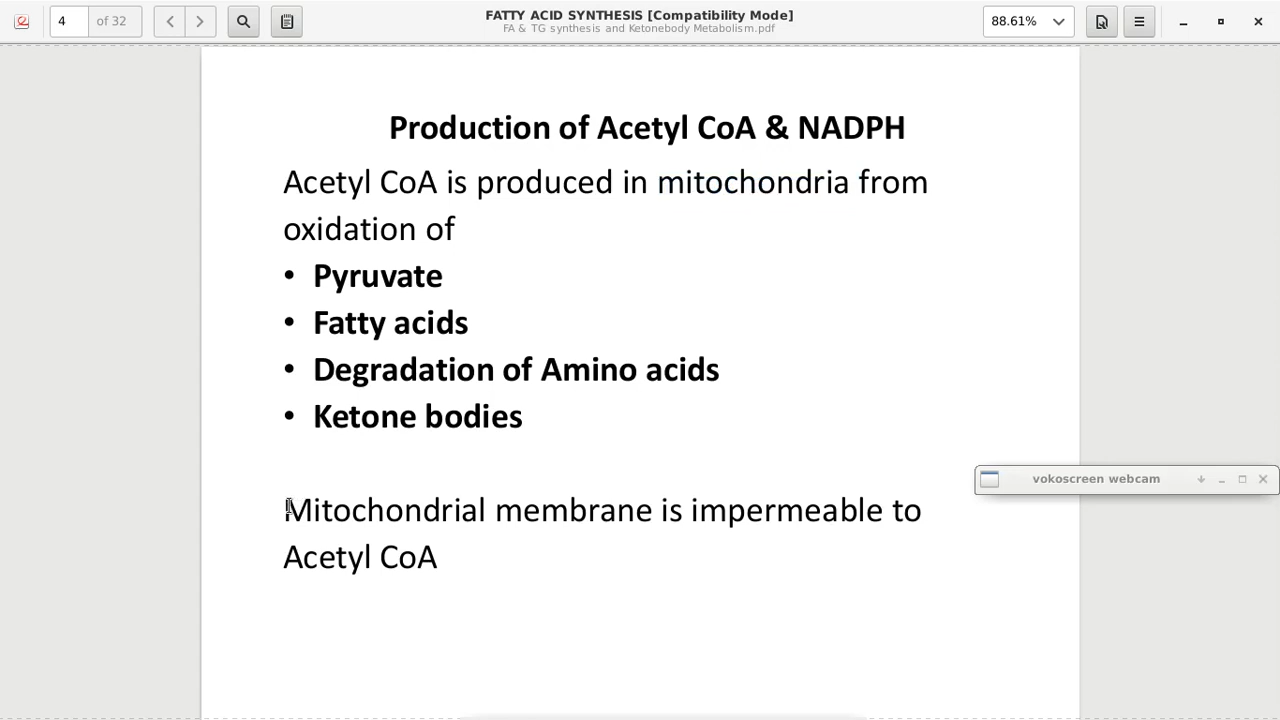 4
of 32
FATTY ACID SYNTHESIS [Compatibility Mode]
FA & TG synthesis and Ketonebody Metabolism.pdf
88.61%
Production of Acetyl CoA & NADPH
Acetyl CoA is produced in mitochondria from
oxidation of
• Pyruvate
• Fatty acids
• Degradation of Amino acids
• Ketone bodies
vokoscreen webcam
Mitochondrial membrane is impermeable to
Acetyl CoA